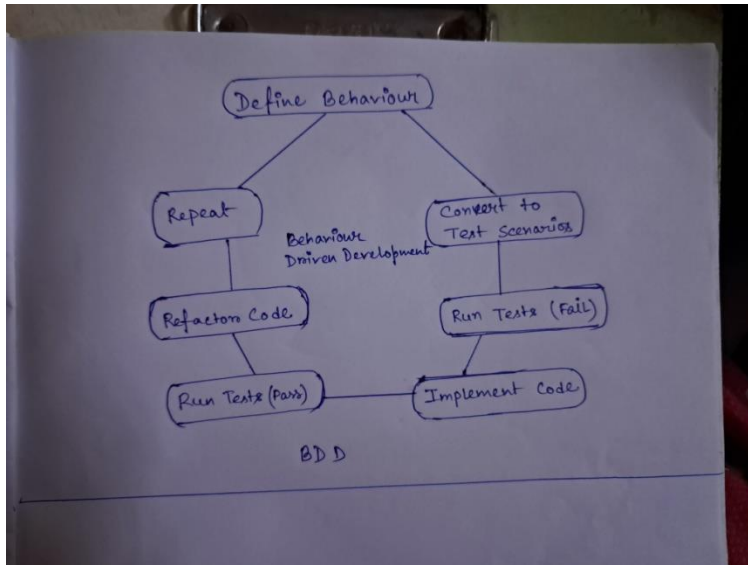 Define Behaviour
Repeat
Convert to
Test Scenarios
Behaviour
Driven Development
Refactor Code
Run Tests (Fail)
Run Tests (Pass)
Implement Code
BDD